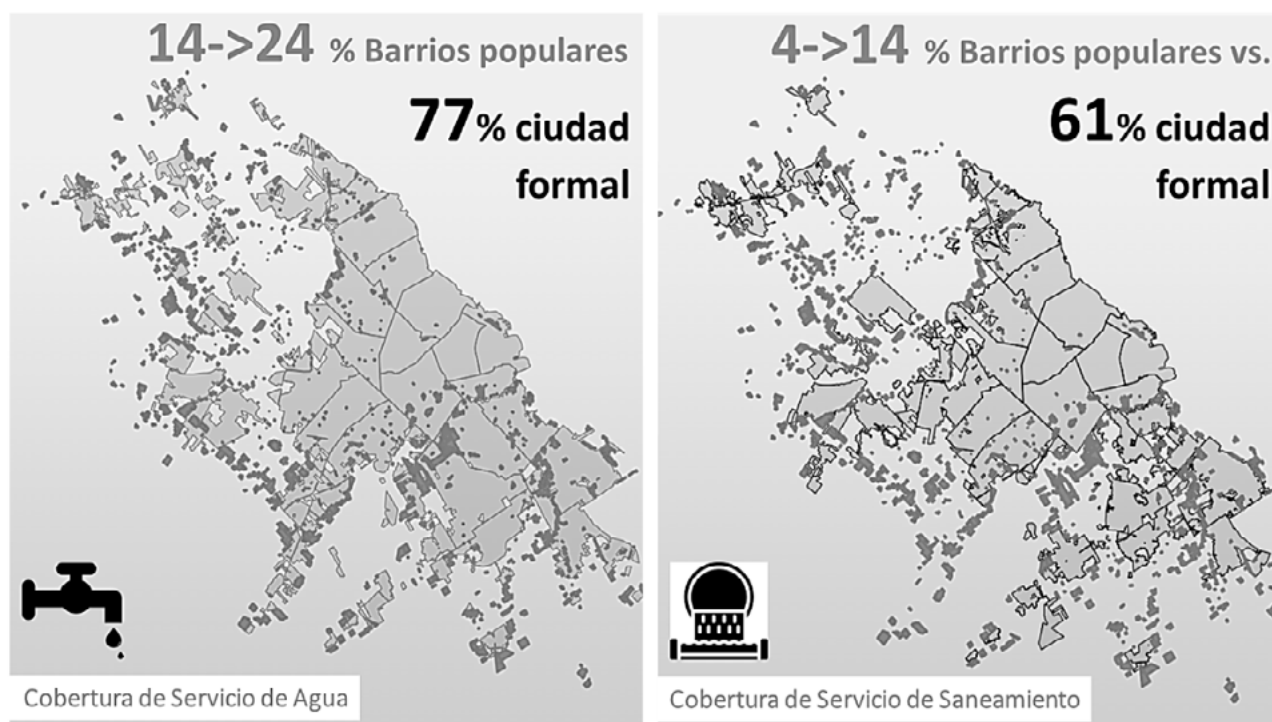 14->24 % Barrios populares
77% ciudad
formal
Cobertura de Servicio de Agua
4->14 % Barrios populares vs.
61% ciudad
formal
Cobertura de Servicio de Saneamiento